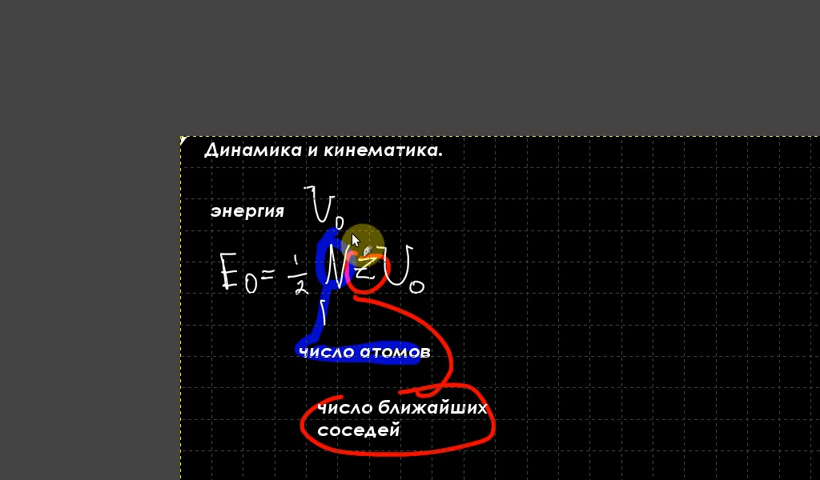 Динамика и кинематика.
энергия U₀
E₀ = 1/2 N z U₀
число атомов
число ближайших
соседей